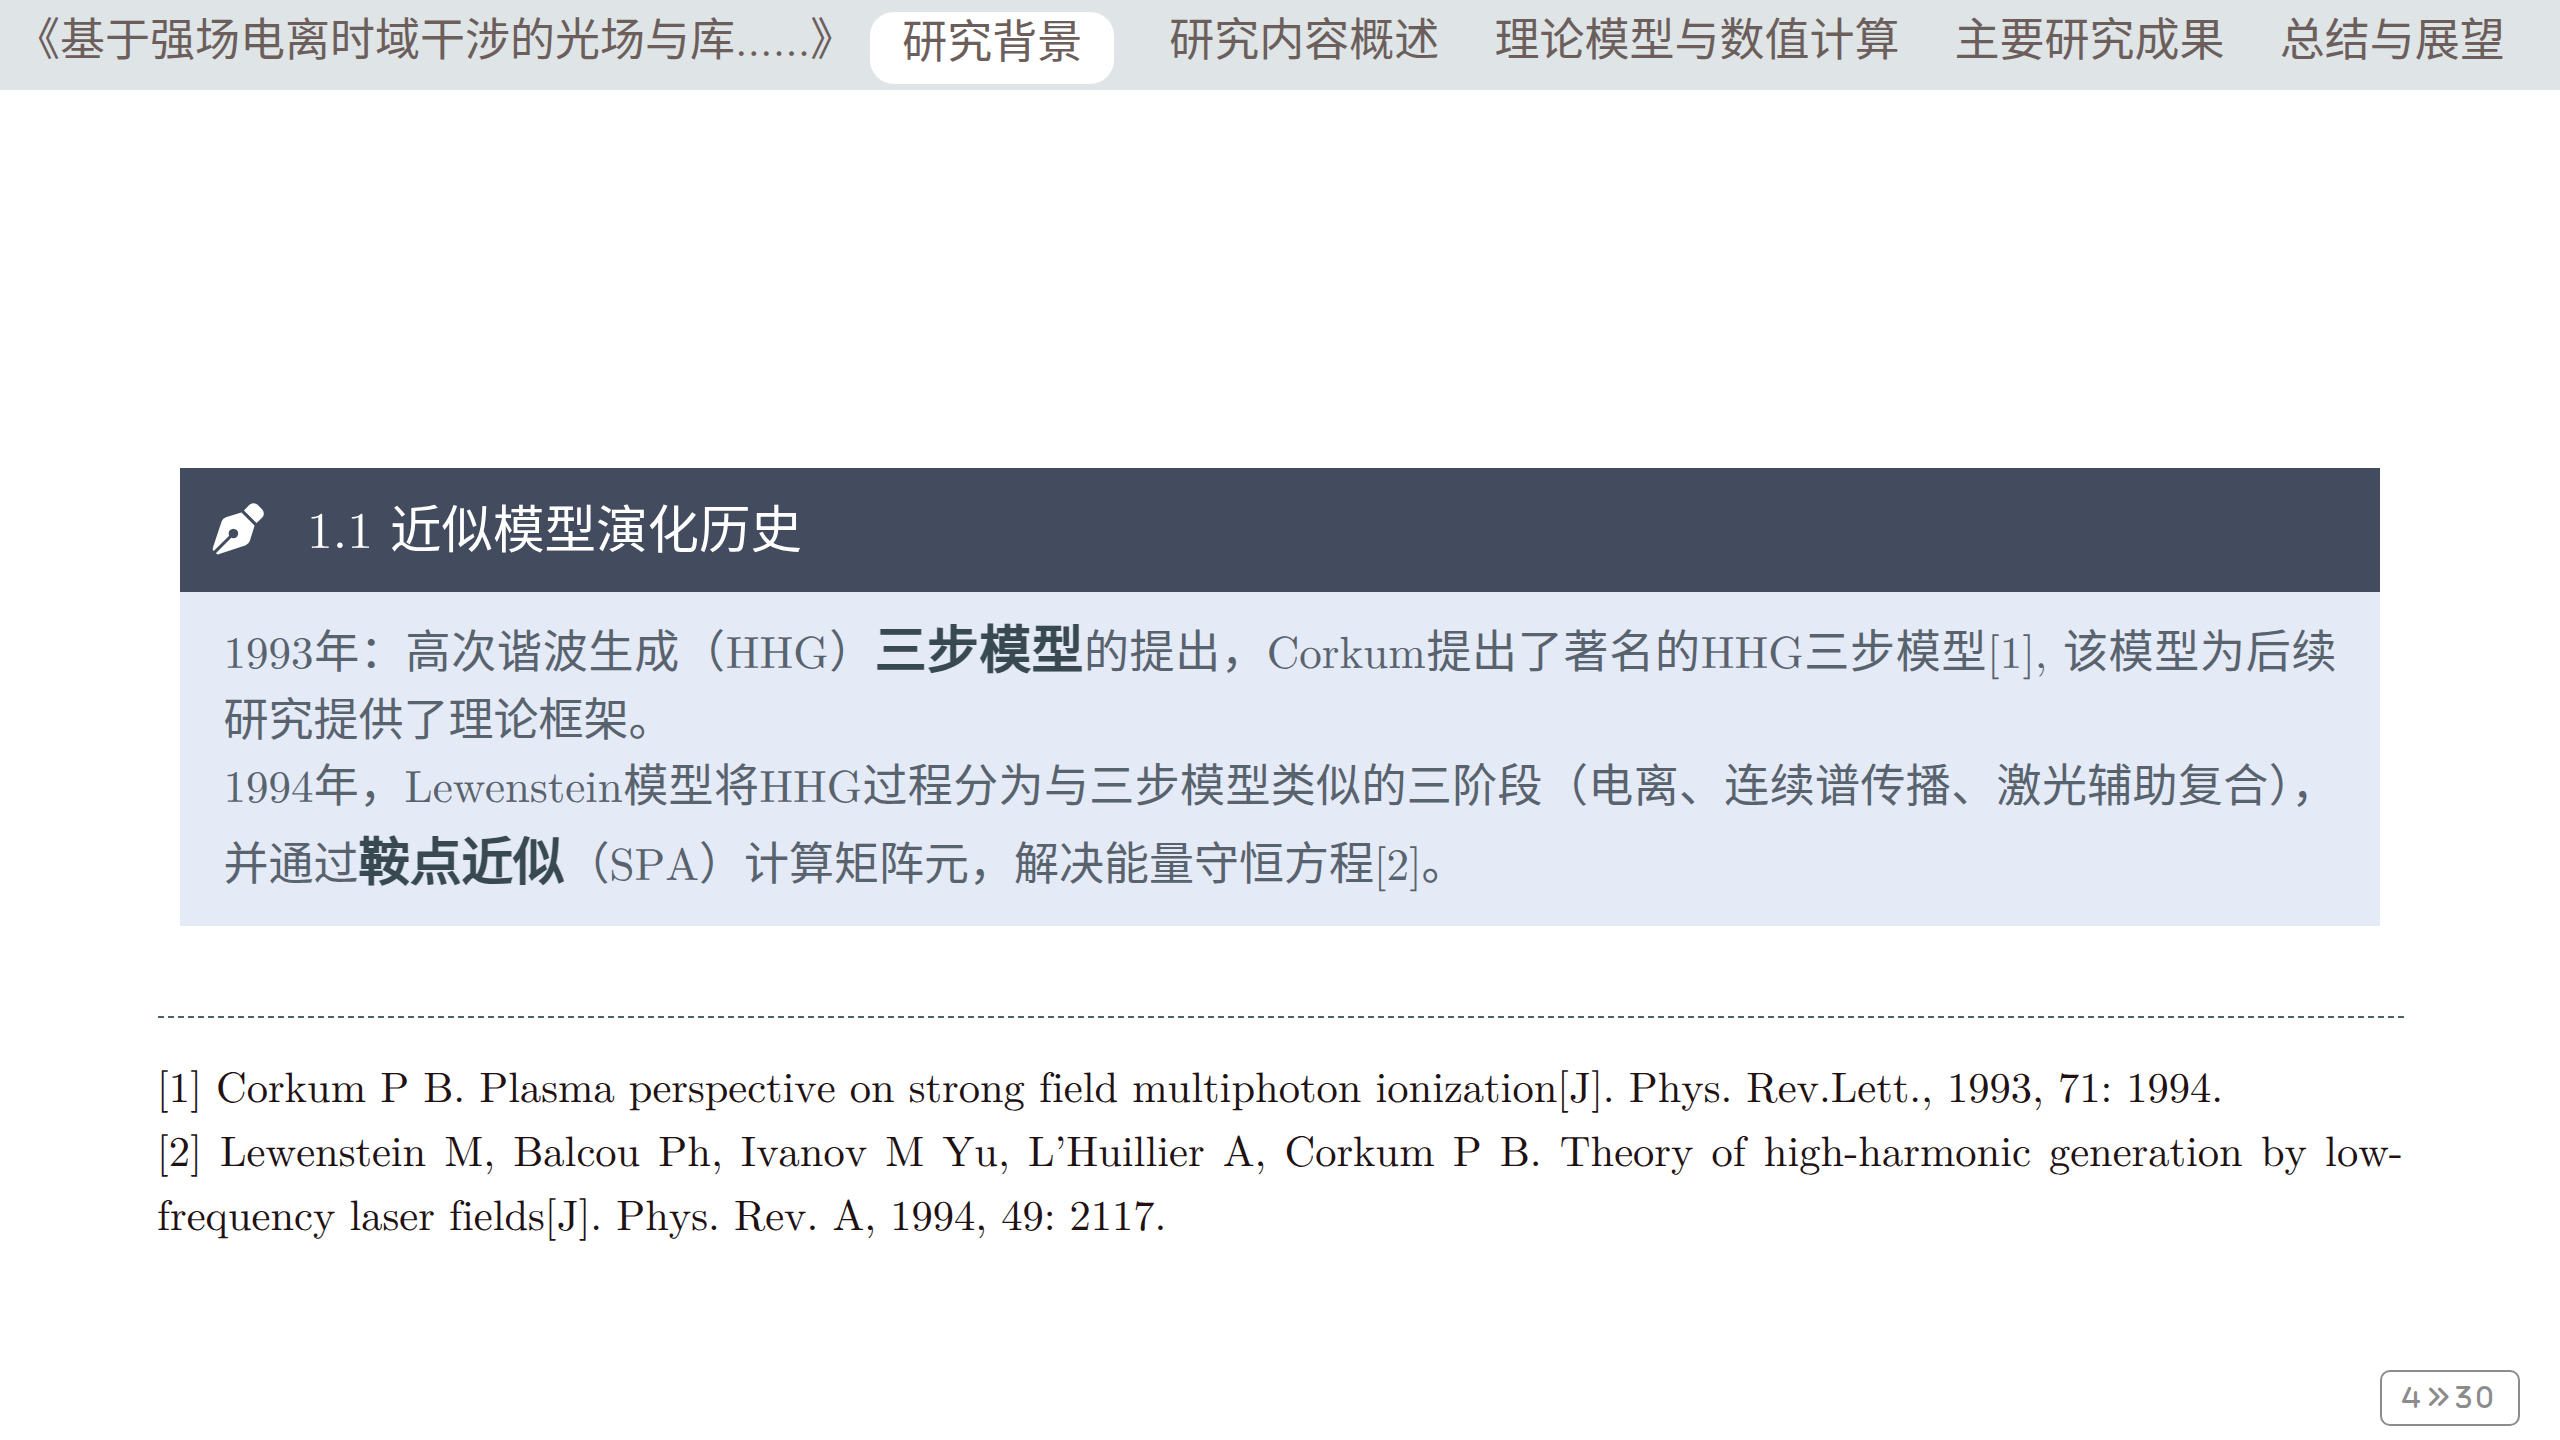 《基于强场电离时域干涉的光场与库......》 研究背景 研究内容概述 理论模型与数值计算 主要研究成果 总结与展望
1.1 近似模型演化历史
1993年：高次谐波生成（HHG）三步模型的提出，Corkum提出了著名的HHG三步模型[1], 该模型为后续
研究提供了理论框架。
1994年，Lewenstein模型将HHG过程分为与三步模型类似的三阶段（电离、连续谱传播、激光辅助复合），
并通过鞍点近似（SPA）计算矩阵元，解决能量守恒方程[2]。
[1] Corkum P B. Plasma perspective on strong field multiphoton ionization[J]. Phys. Rev.Lett., 1993, 71: 1994.
[2] Lewenstein M, Balcou Ph, Ivanov M Yu, L’Huillier A, Corkum P B. Theory of high-harmonic generation by low-
frequency laser fields[J]. Phys. Rev. A, 1994, 49: 2117.
4»30